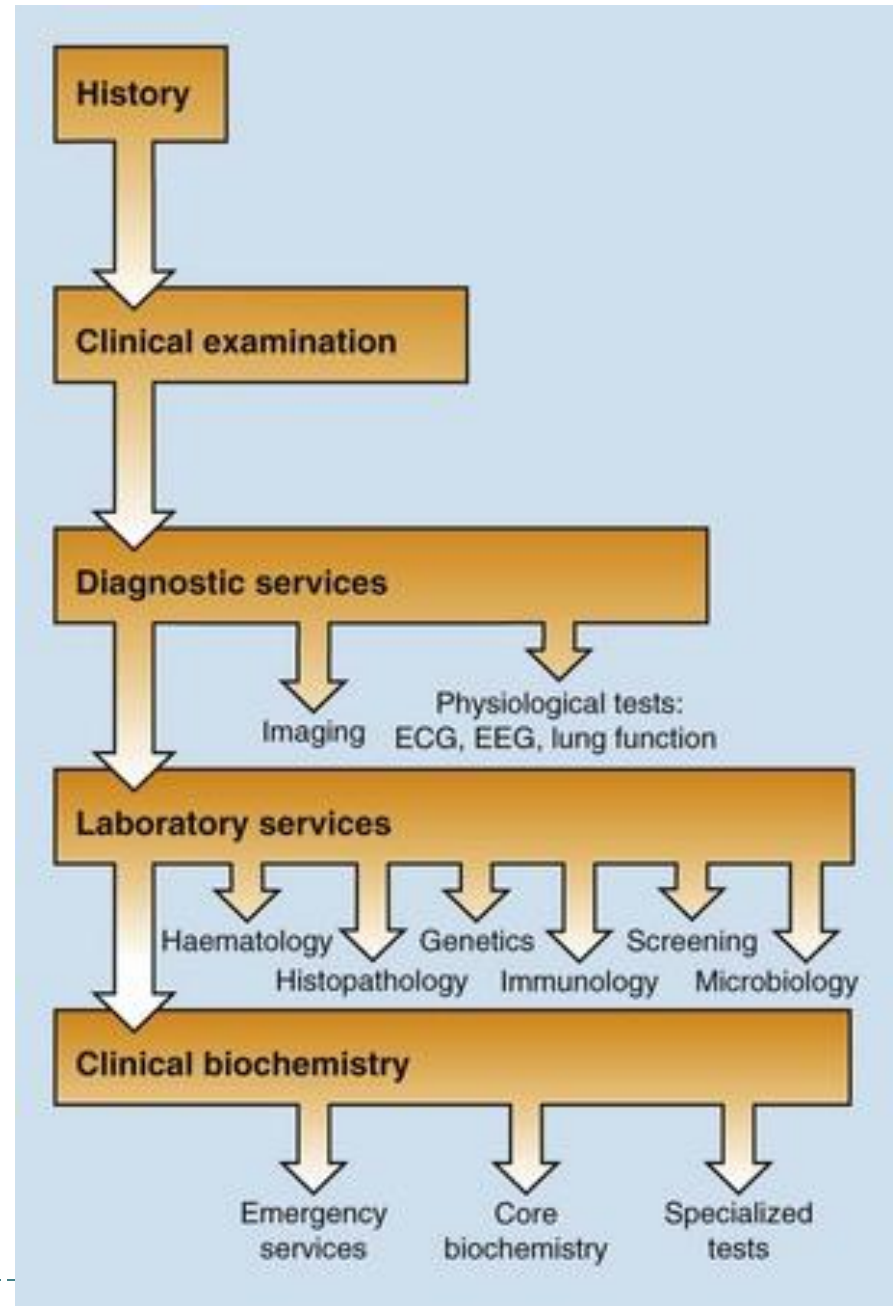 History
Clinical examination
Diagnostic services
Imaging
Physiological tests:
ECG, EEG, lung function
Laboratory services
Haematology
Histopathology
Genetics
Immunology
Screening
Microbiology
Clinical biochemistry
Emergency
services
Core
biochemistry
Specialized
tests